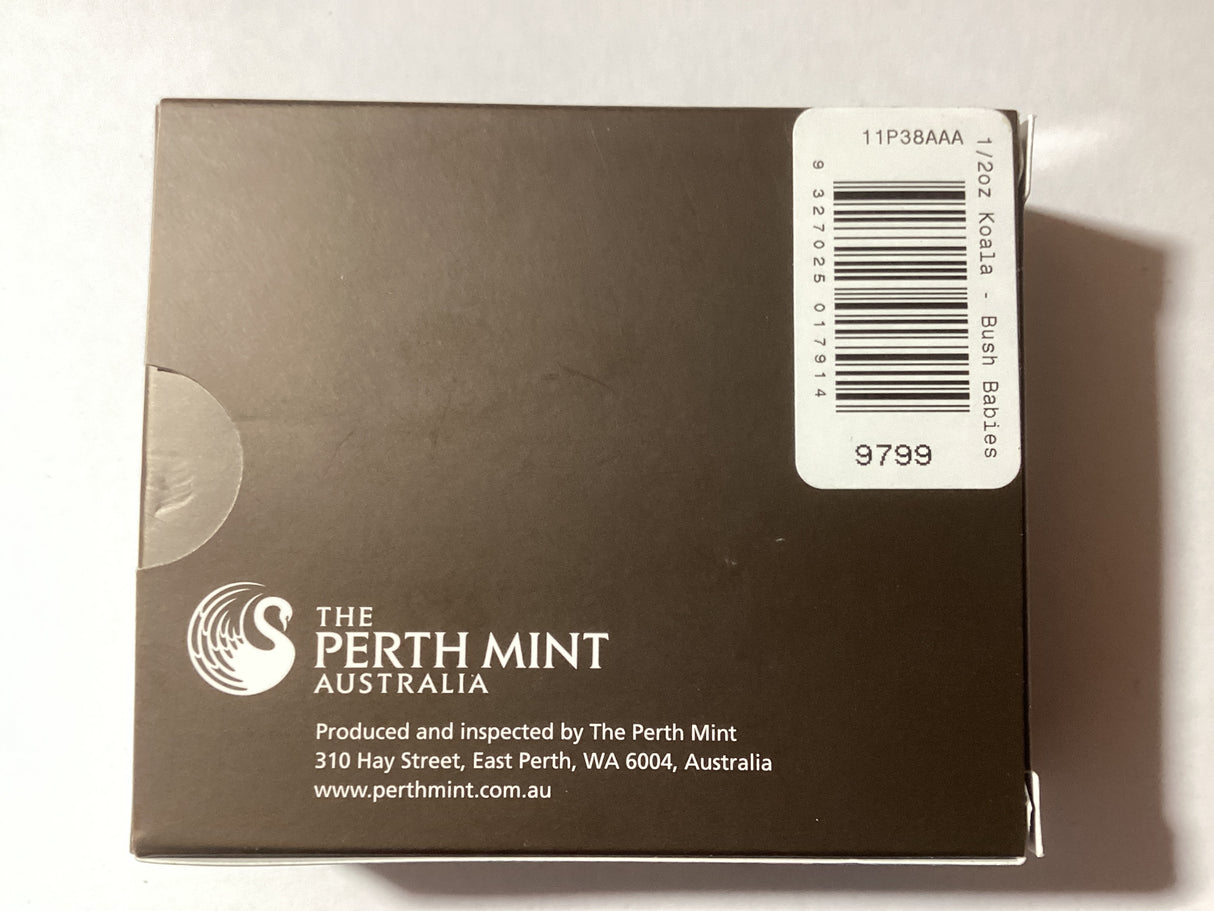 11P38AAA
1/2oz Koala - Bush Babies
9 327025 017914
9799
THE
PERTH MINT
AUSTRALIA
Produced and inspected by The Perth Mint
310 Hay Street, East Perth, WA 6004, Australia
www.perthmint.com.au